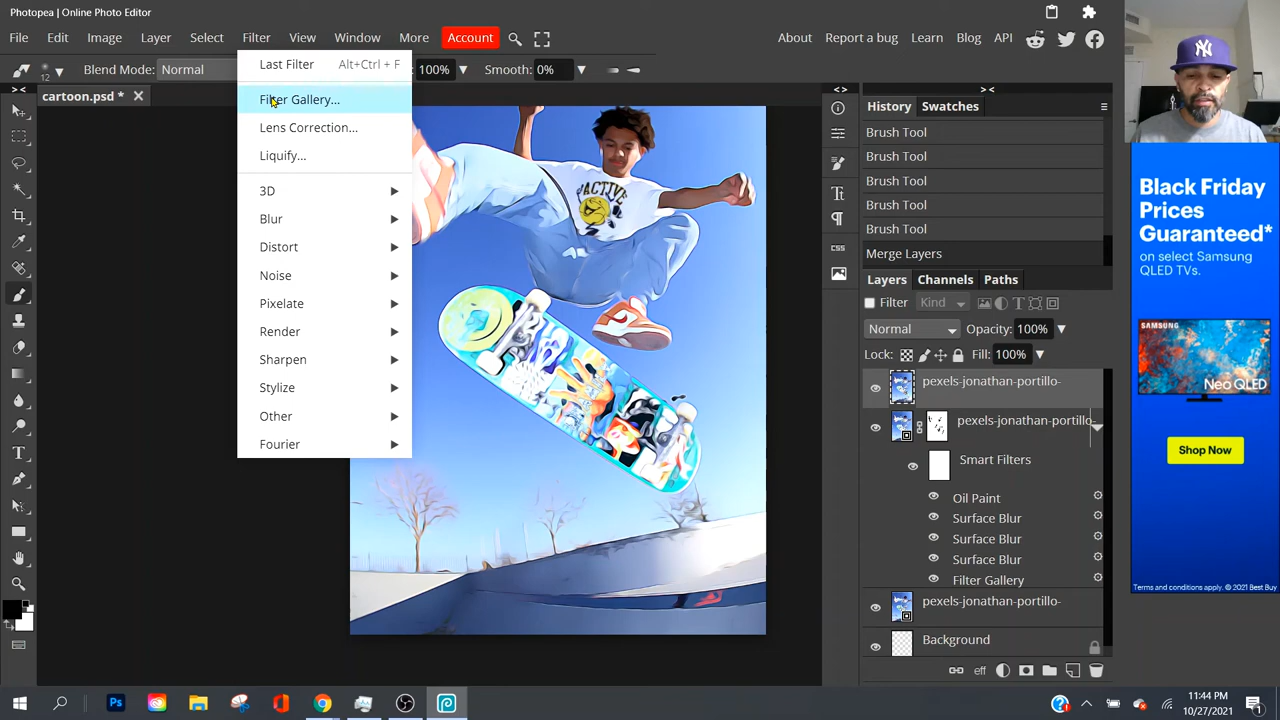 Photopea | Online Photo Editor
File Edit Image Layer Select Filter View Window More Account About Report a bug Learn Blog API
12 Blend Mode: Normal 100% Smooth: 0%
cartoon.psd *
Last Filter Alt+Ctrl + F
Filter Gallery...
Lens Correction...
Liquify...
3D
Blur
Distort
Noise
Pixelate
Render
Sharpen
Stylize
Other
Fourier
History Swatches
Brush Tool
Brush Tool
Brush Tool
Brush Tool
Brush Tool
Merge Layers
Layers Channels Paths
Filter Kind
Normal Opacity: 100%
Lock: Fill: 100%
pexels-jonathan-portillo-
pexels-jonathan-portillo-
Smart Filters
Oil Paint
Surface Blur
Surface Blur
Surface Blur
Filter Gallery
pexels-jonathan-portillo-
Background
eff
CSS
Black Friday
Prices
Guaranteed*
on select Samsung
QLED TVs.
SAMSUNG
Neo QLED
Shop Now
Terms and conditions apply. © 2021 Best Buy
Ps
11:44 PM
10/27/2021
1